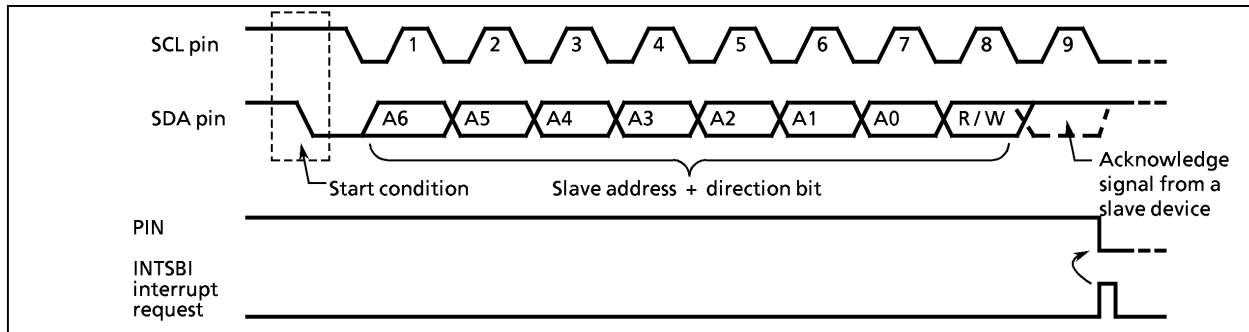 SCL pin
1 2 3 4 5 6 7 8 9
SDA pin
A6 A5 A4 A3 A2 A1 A0 R / W
Start condition
Slave address + direction bit
Acknowledge
signal from a
slave device
PIN
INTSBI
interrupt
request